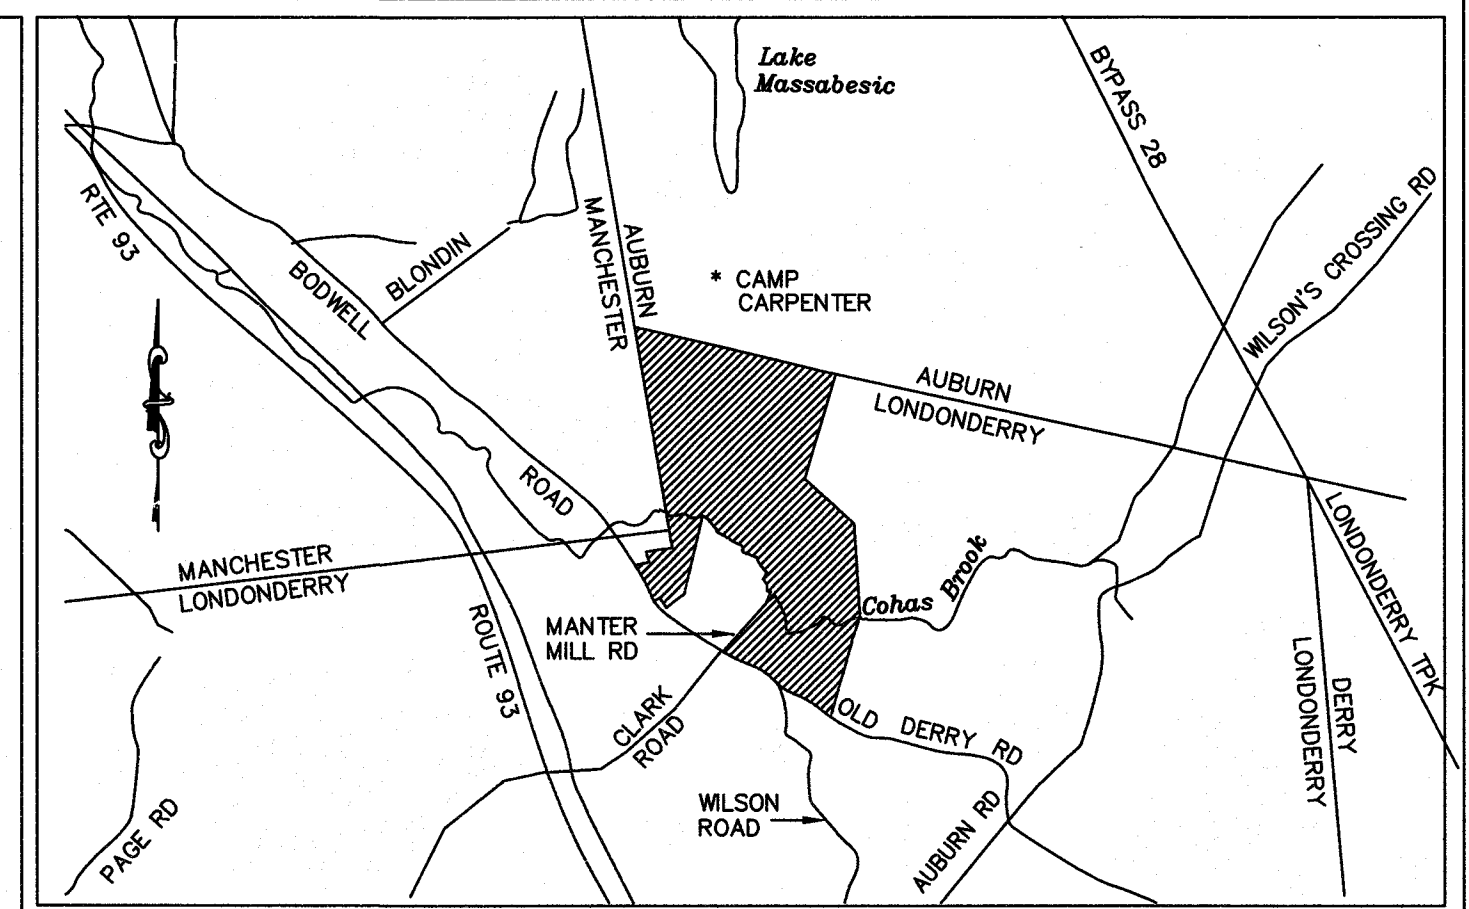 Lake
Massabesic
BYPASS 28
RTE 93
MANCHESTER
AUBURN
BLONDIN
BODWELL
WILSON'S CROSSING RD
* CAMP
CARPENTER
AUBURN
LONDONDERRY
ROAD
MANCHESTER
LONDONDERRY
LONDONDERRY TPK
Cohas Brook
ROUTE 93
MANTER
MILL RD
DERRY
LONDONDERRY
CLARK
ROAD
OLD DERRY RD
WILSON
ROAD
PAGE RD
AUBURN RD